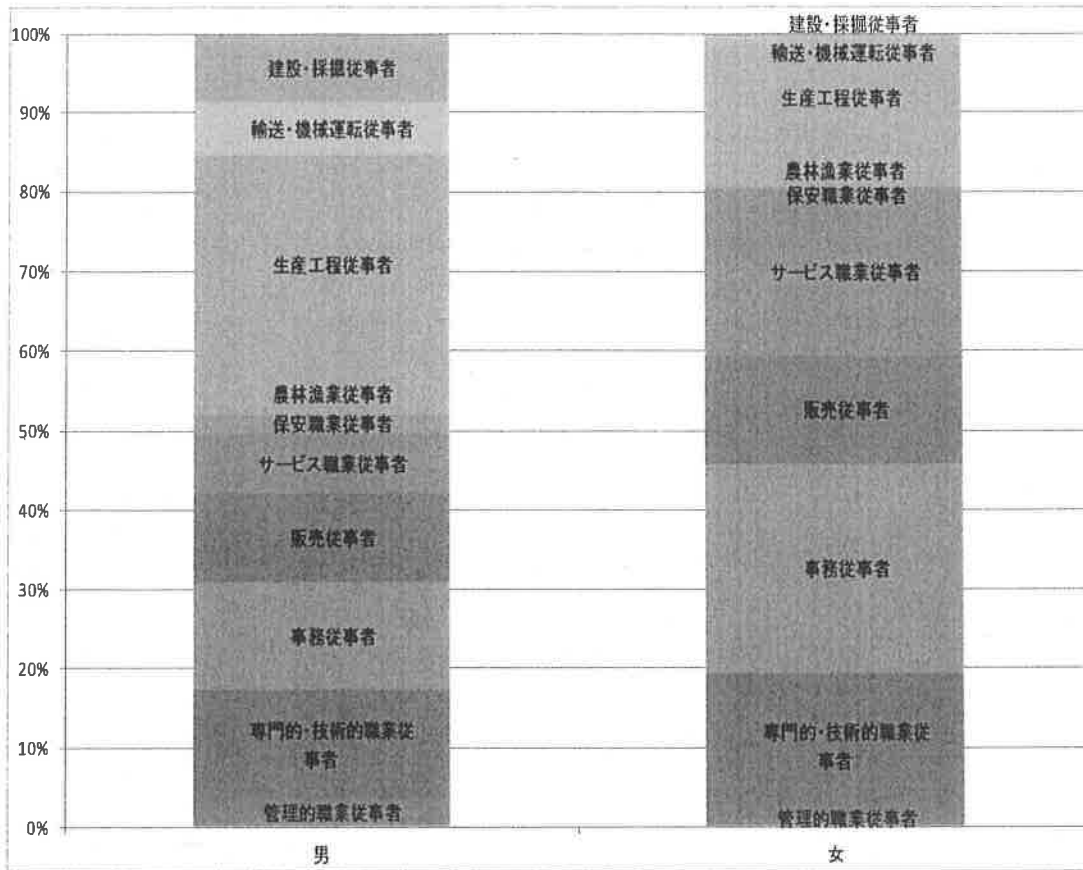 100%
90%
80%
70%
60%
50%
40%
30%
20%
10%
0%
建設・採掘従事者
輸送・機械運転従事者
生産工程従事者
農林漁業従事者
保安職業従事者
サービス職業従事者
販売従事者
事務従事者
専門的・技術的職業従
事者
管理的職業従事者
男
建設・採掘従事者
輸送・機械運転従事者
生産工程従事者
農林漁業従事者
保安職業従事者
サービス職業従事者
販売従事者
事務従事者
専門的・技術的職業従
事者
管理的職業従事者
女